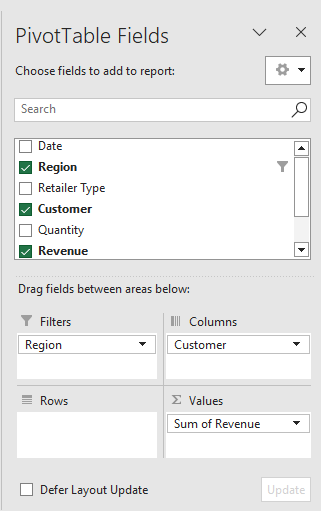 PivotTable Fields
Choose fields to add to report:
Search
Date
Region
Retailer Type
Customer
Quantity
Revenue
Drag fields between areas below:
Filters
Columns
Region
Customer
Rows
Values
Sum of Revenue
Defer Layout Update
Update